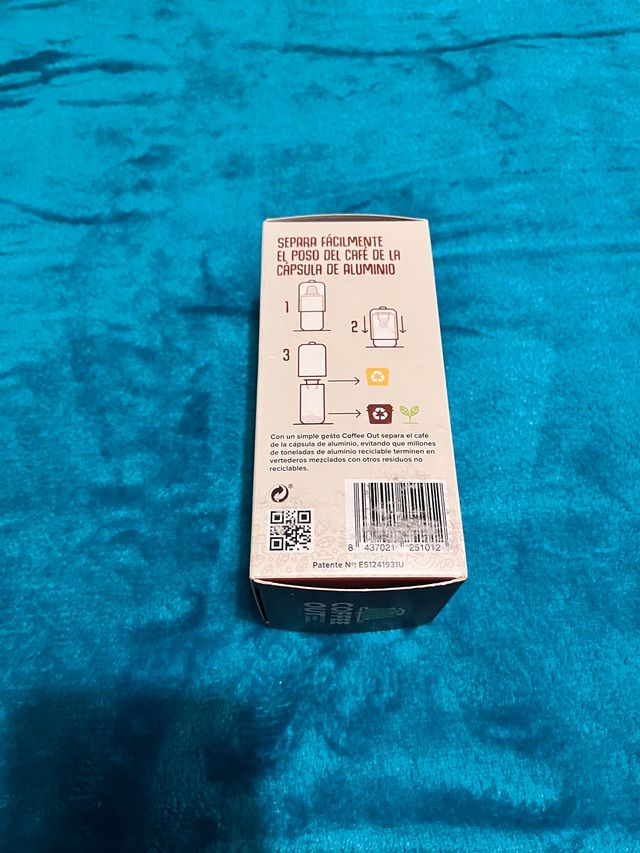 SEPARA FÁCILMENTE
EL POSO DEL CAFÉ DE LA
CÁPSULA DE ALUMINIO
1
2
3
Con un simple gesto Coffee Out separa el café
de la cápsula de aluminio, evitando que millones
de toneladas de aluminio reciclable terminen en
vertederos mezclados con otros residuos no
reciclables.
8 437021 251012
Patente Nº: ES1241931U
COFFEE
OUT